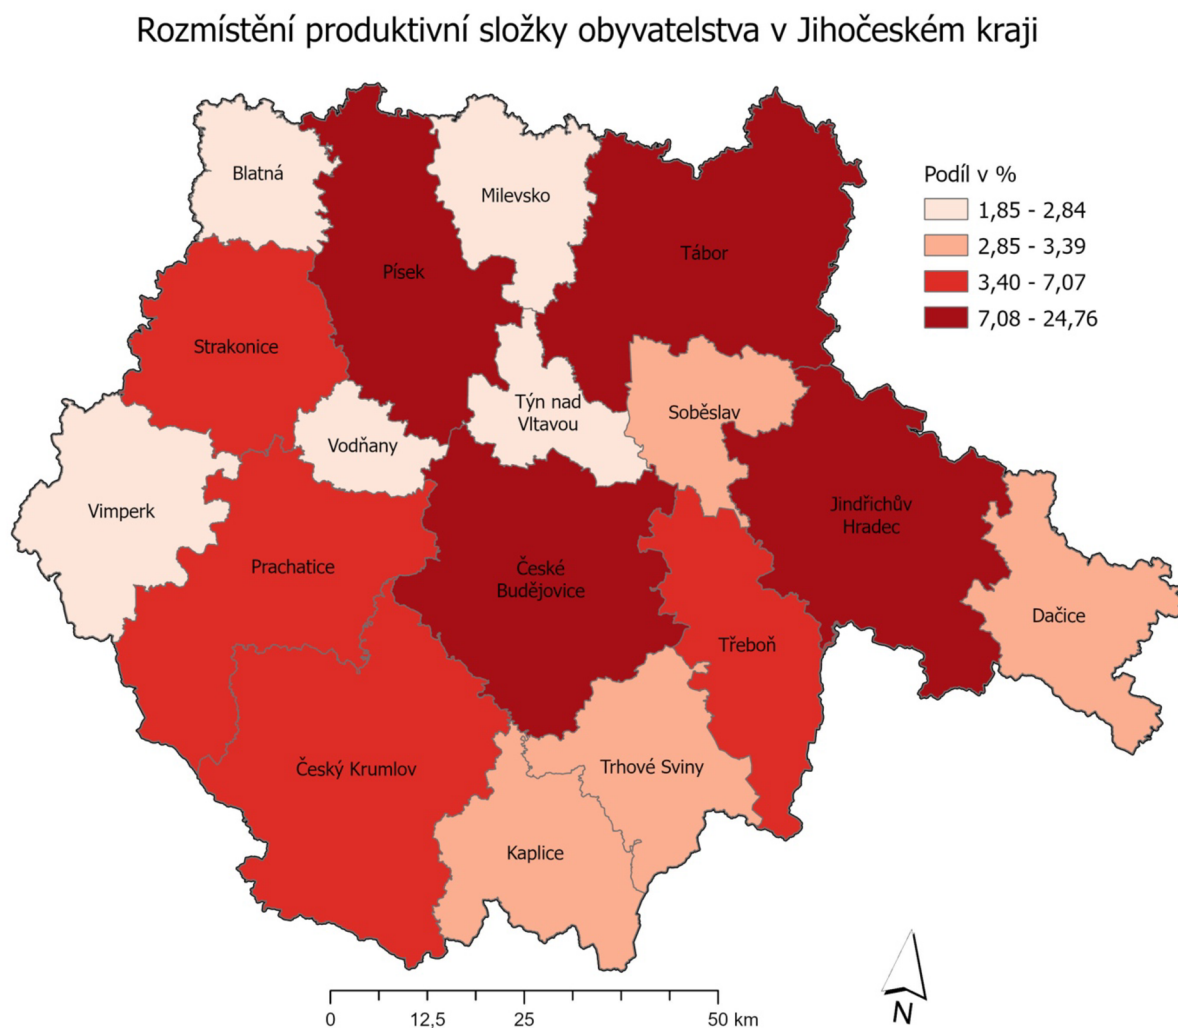 Rozmístění produktivní složky obyvatelstva v Jihočeském kraji
Podíl v %
1,85 - 2,84
2,85 - 3,39
3,40 - 7,07
7,08 - 24,76
Blatná
Milevsko
Tábor
Písek
Strakonice
Týn nad
Vltavou
Soběslav
Vodňany
Vimperk
Jindřichův
Hradec
Prachatice
České
Budějovice
Dačice
Třeboň
Český Krumlov
Trhové Sviny
Kaplice
N
0 12,5 25 50 km